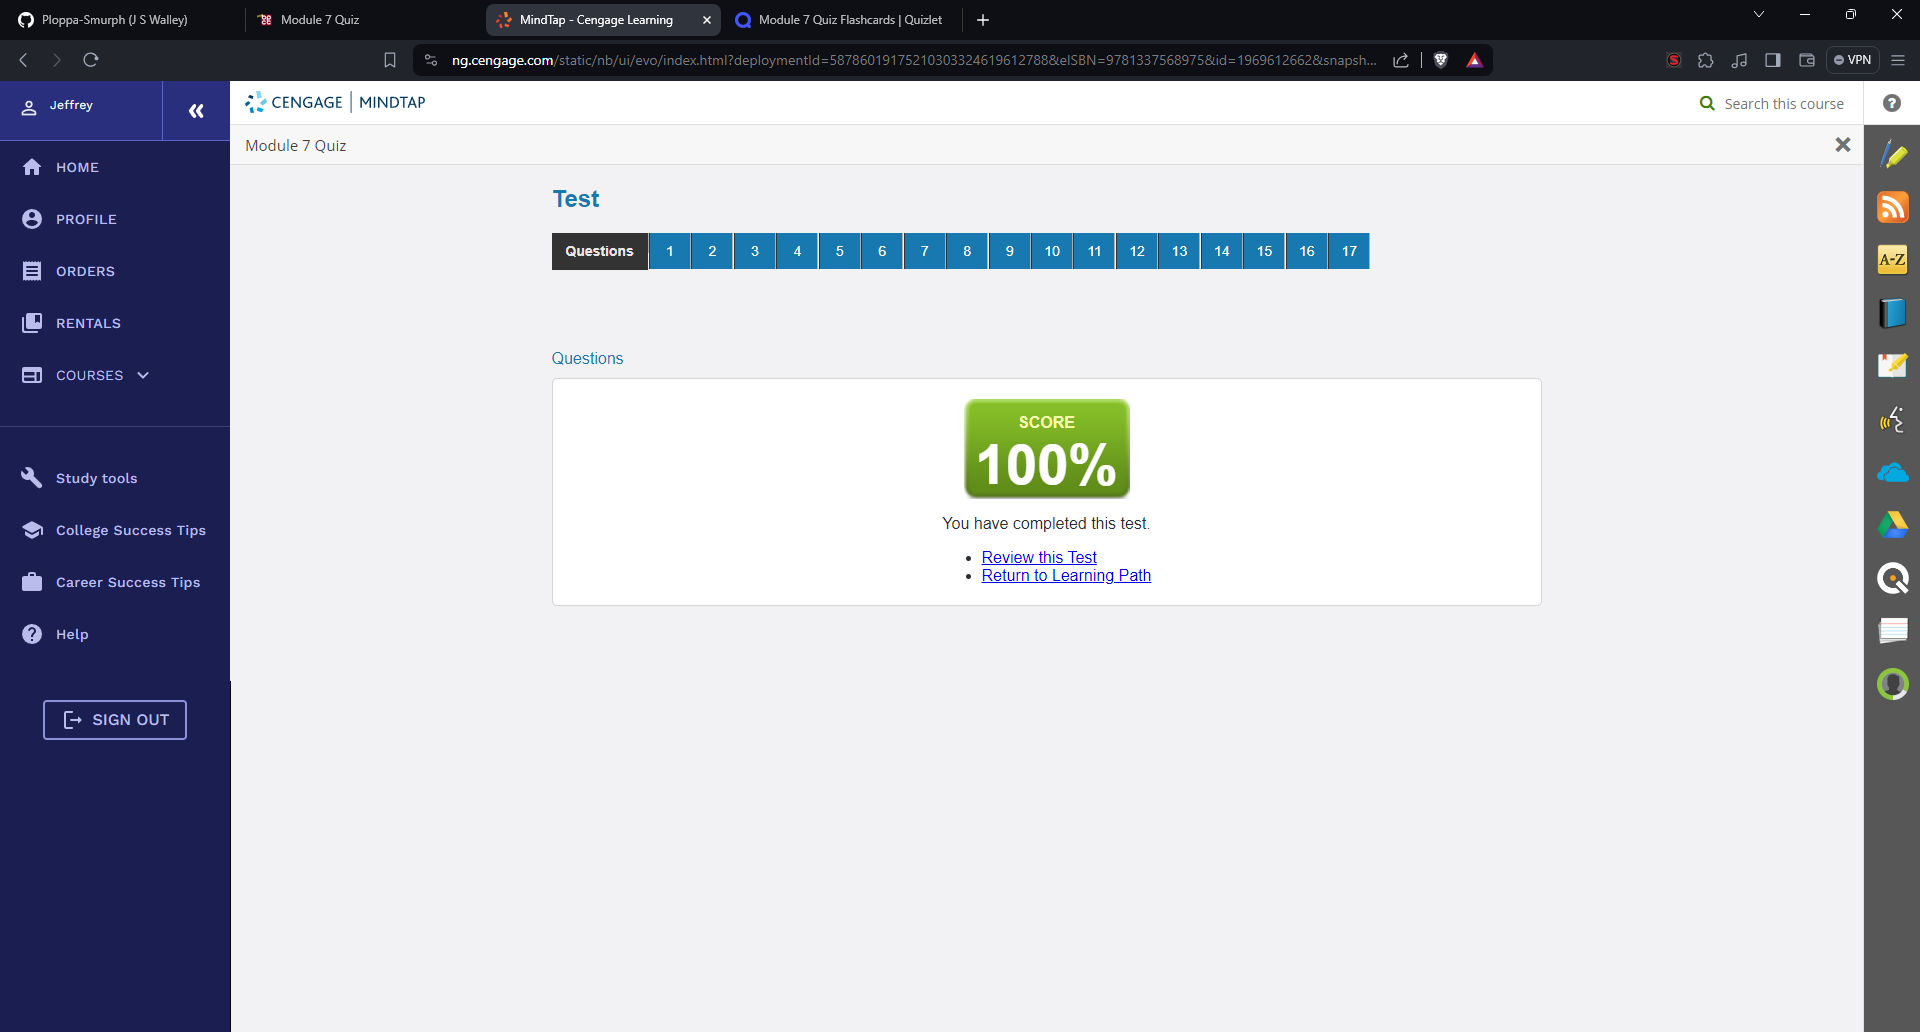 Ploppa-Smurph (J S Walley)
Module 7 Quiz
MindTap - Cengage Learning
Module 7 Quiz Flashcards | Quizlet
ng.cengage.com/static/nb/ui/evo/index.html?deploymentId=5878601917521030332461961​2788&eISBN=9781337568975&id=1969612662&snapsh...
VPN
Jeffrey
CENGAGE | MINDTAP
Search this course
Module 7 Quiz
HOME
PROFILE
ORDERS
RENTALS
COURSES
Study tools
College Success Tips
Career Success Tips
Help
SIGN OUT
Test
Questions 1 2 3 4 5 6 7 8 9 10 11 12 13 14 15 16 17
Questions
SCORE
100%
You have completed this test.
Review this Test
Return to Learning Path
A-Z